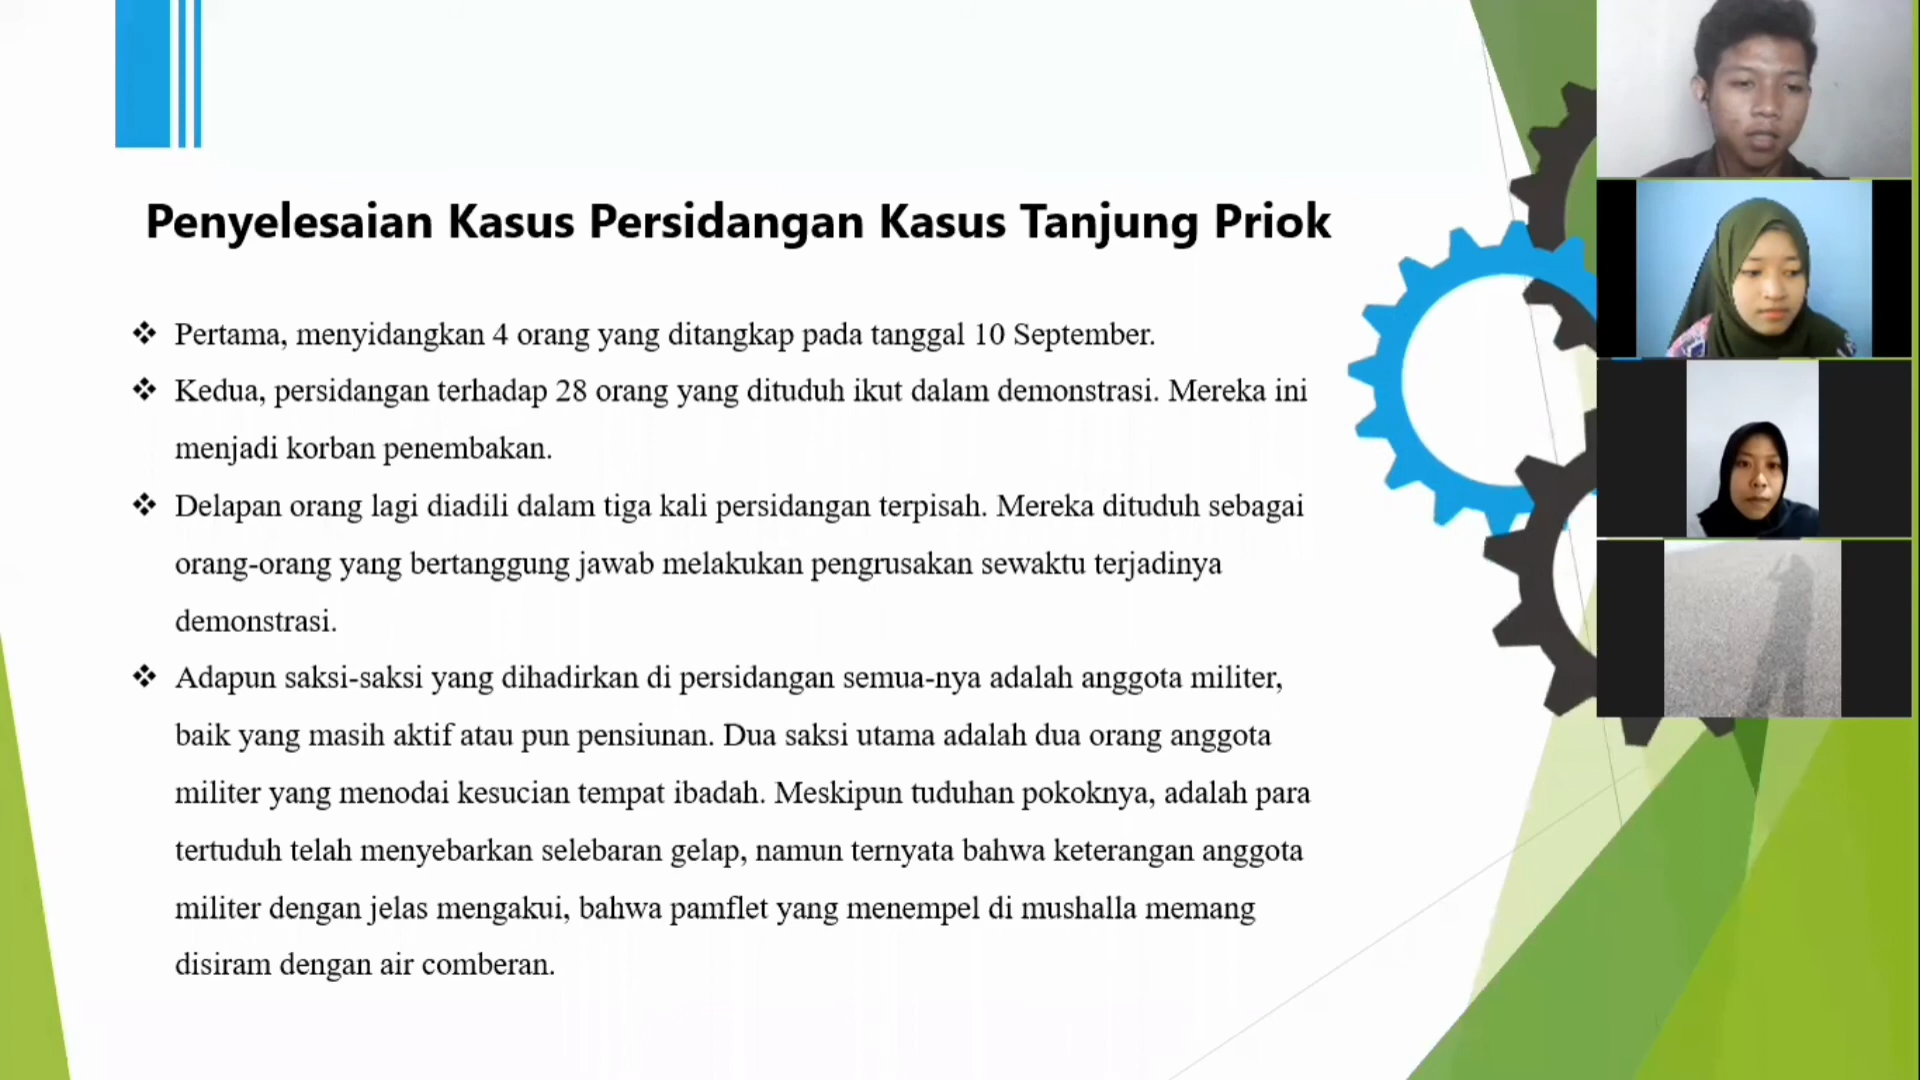 Penyelesaian Kasus Persidangan Kasus Tanjung Priok
❖ Pertama, menyidangkan 4 orang yang ditangkap pada tanggal 10 September.
❖ Kedua, persidangan terhadap 28 orang yang dituduh ikut dalam demonstrasi. Mereka ini
menjadi korban penembakan.
❖ Delapan orang lagi diadili dalam tiga kali persidangan terpisah. Mereka dituduh sebagai
orang-orang yang bertanggung jawab melakukan pengrusakan sewaktu terjadinya
demonstrasi.
❖ Adapun saksi-saksi yang dihadirkan di persidangan semua-nya adalah anggota militer,
baik yang masih aktif atau pun pensiunan. Dua saksi utama adalah dua orang anggota
militer yang menodai kesucian tempat ibadah. Meskipun tuduhan pokoknya, adalah para
tertuduh telah menyebarkan selebaran gelap, namun ternyata bahwa keterangan anggota
militer dengan jelas mengakui, bahwa pamflet yang menempel di mushalla memang
disiram dengan air comberan.